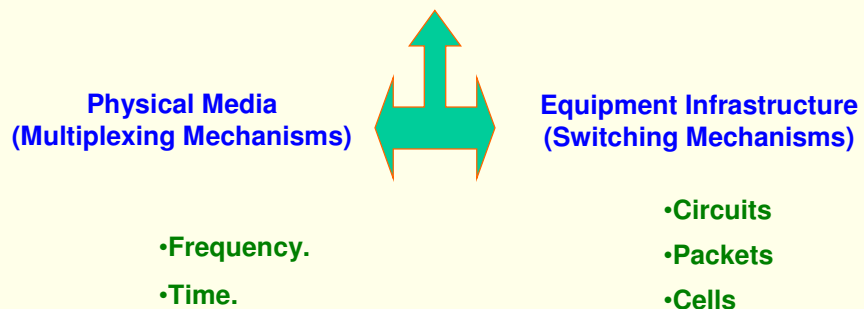 Physical Media
(Multiplexing Mechanisms)
Equipment Infrastructure
(Switching Mechanisms)
•Frequency.
•Time.
•Circuits
•Packets
•Cells